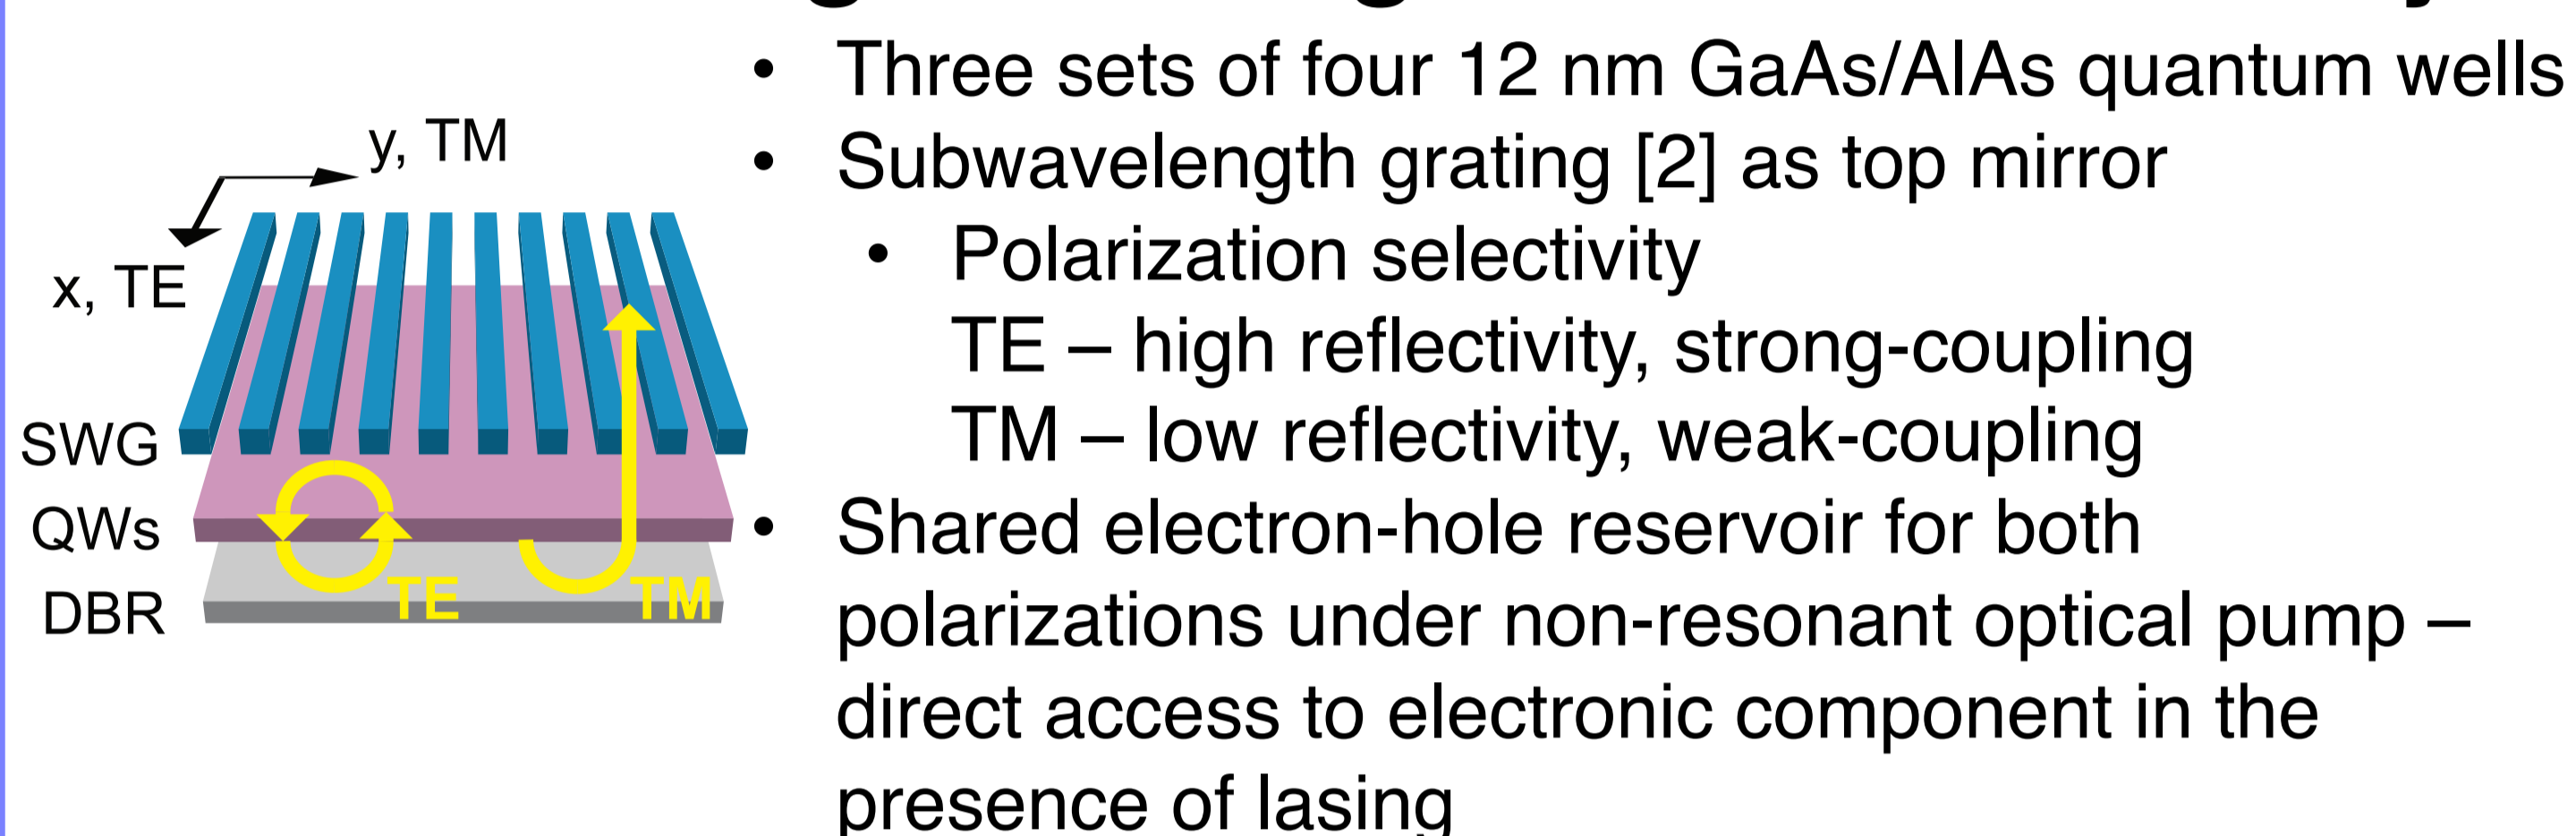 • Three sets of four 12 nm GaAs/AlAs quantum wells
• Subwavelength grating [2] as top mirror
• Polarization selectivity
TE – high reflectivity, strong-coupling
TM – low reflectivity, weak-coupling
• Shared electron-hole reservoir for both
polarizations under non-resonant optical pump –
direct access to electronic component in the
presence of lasing
y, TM
x, TE
SWG
QWs
DBR
TE
TM